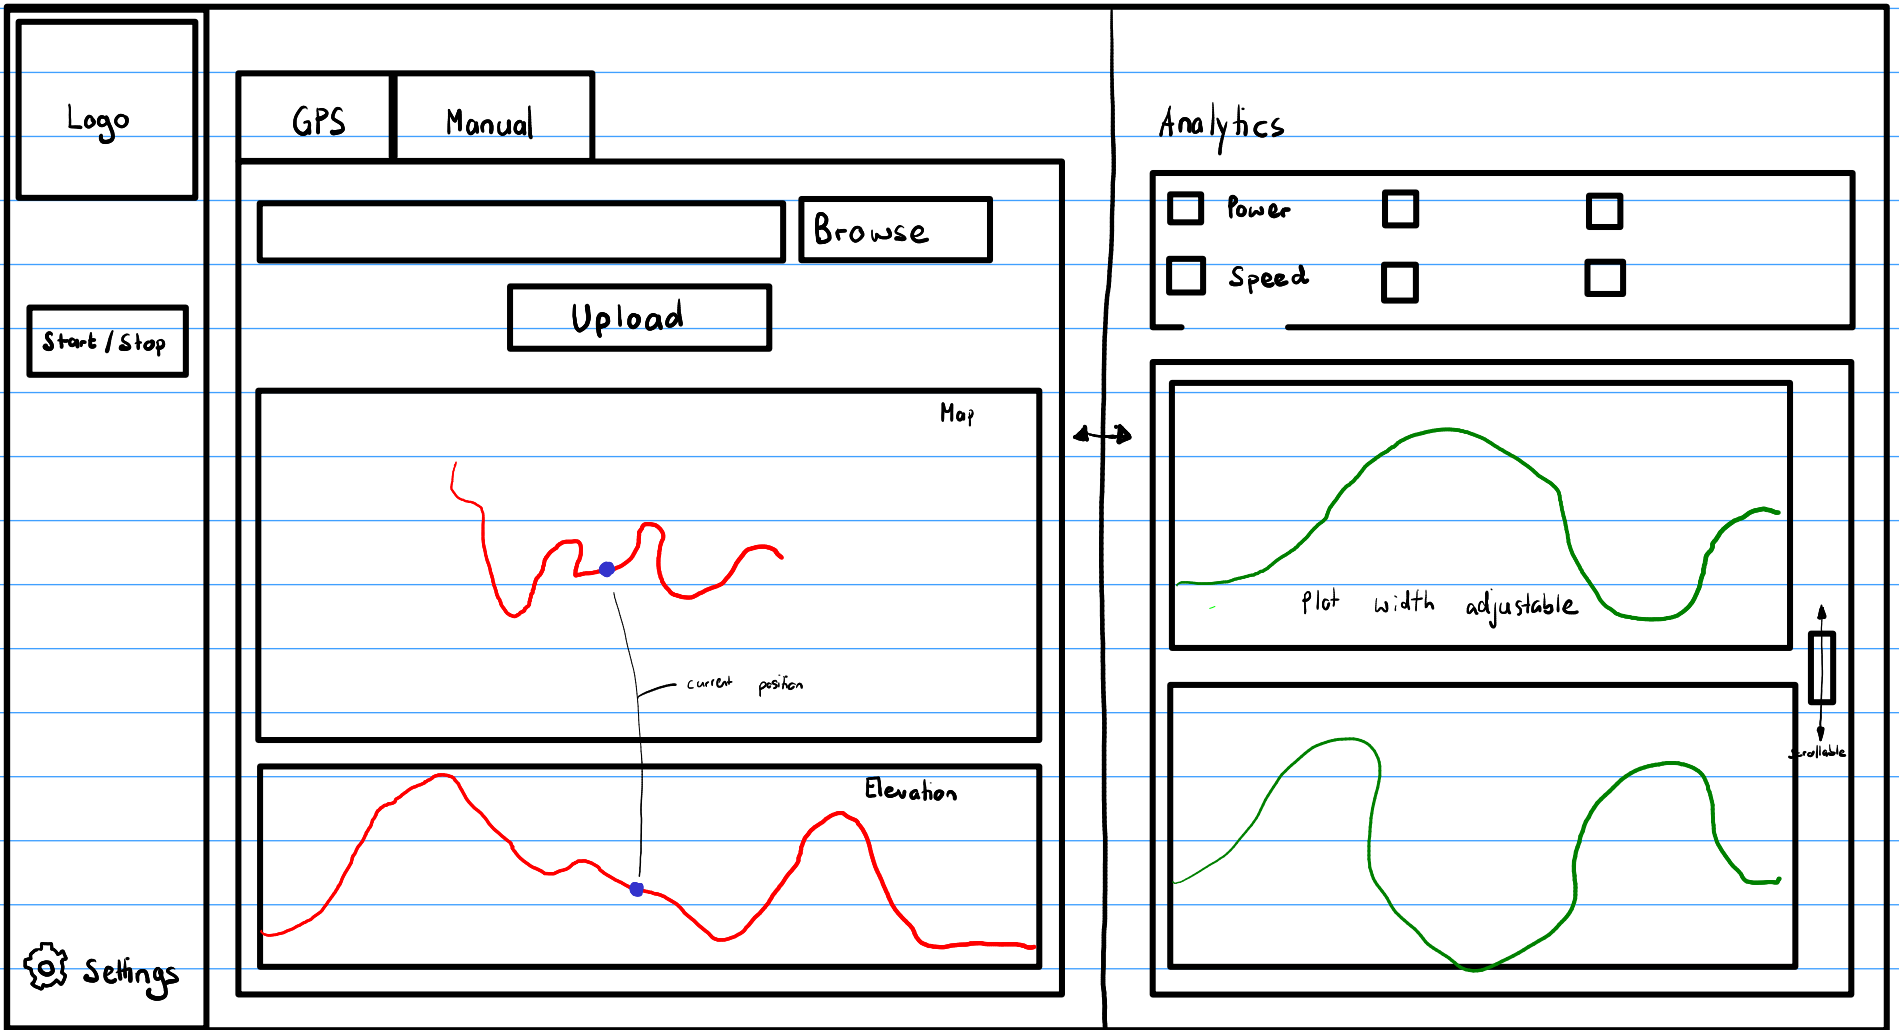 Logo
Start / Stop
Settings
GPS
Manual
Browse
Upload
Map
current position
Elevation
Analytics
Power
Speed
Plot width adjustable
scrollable